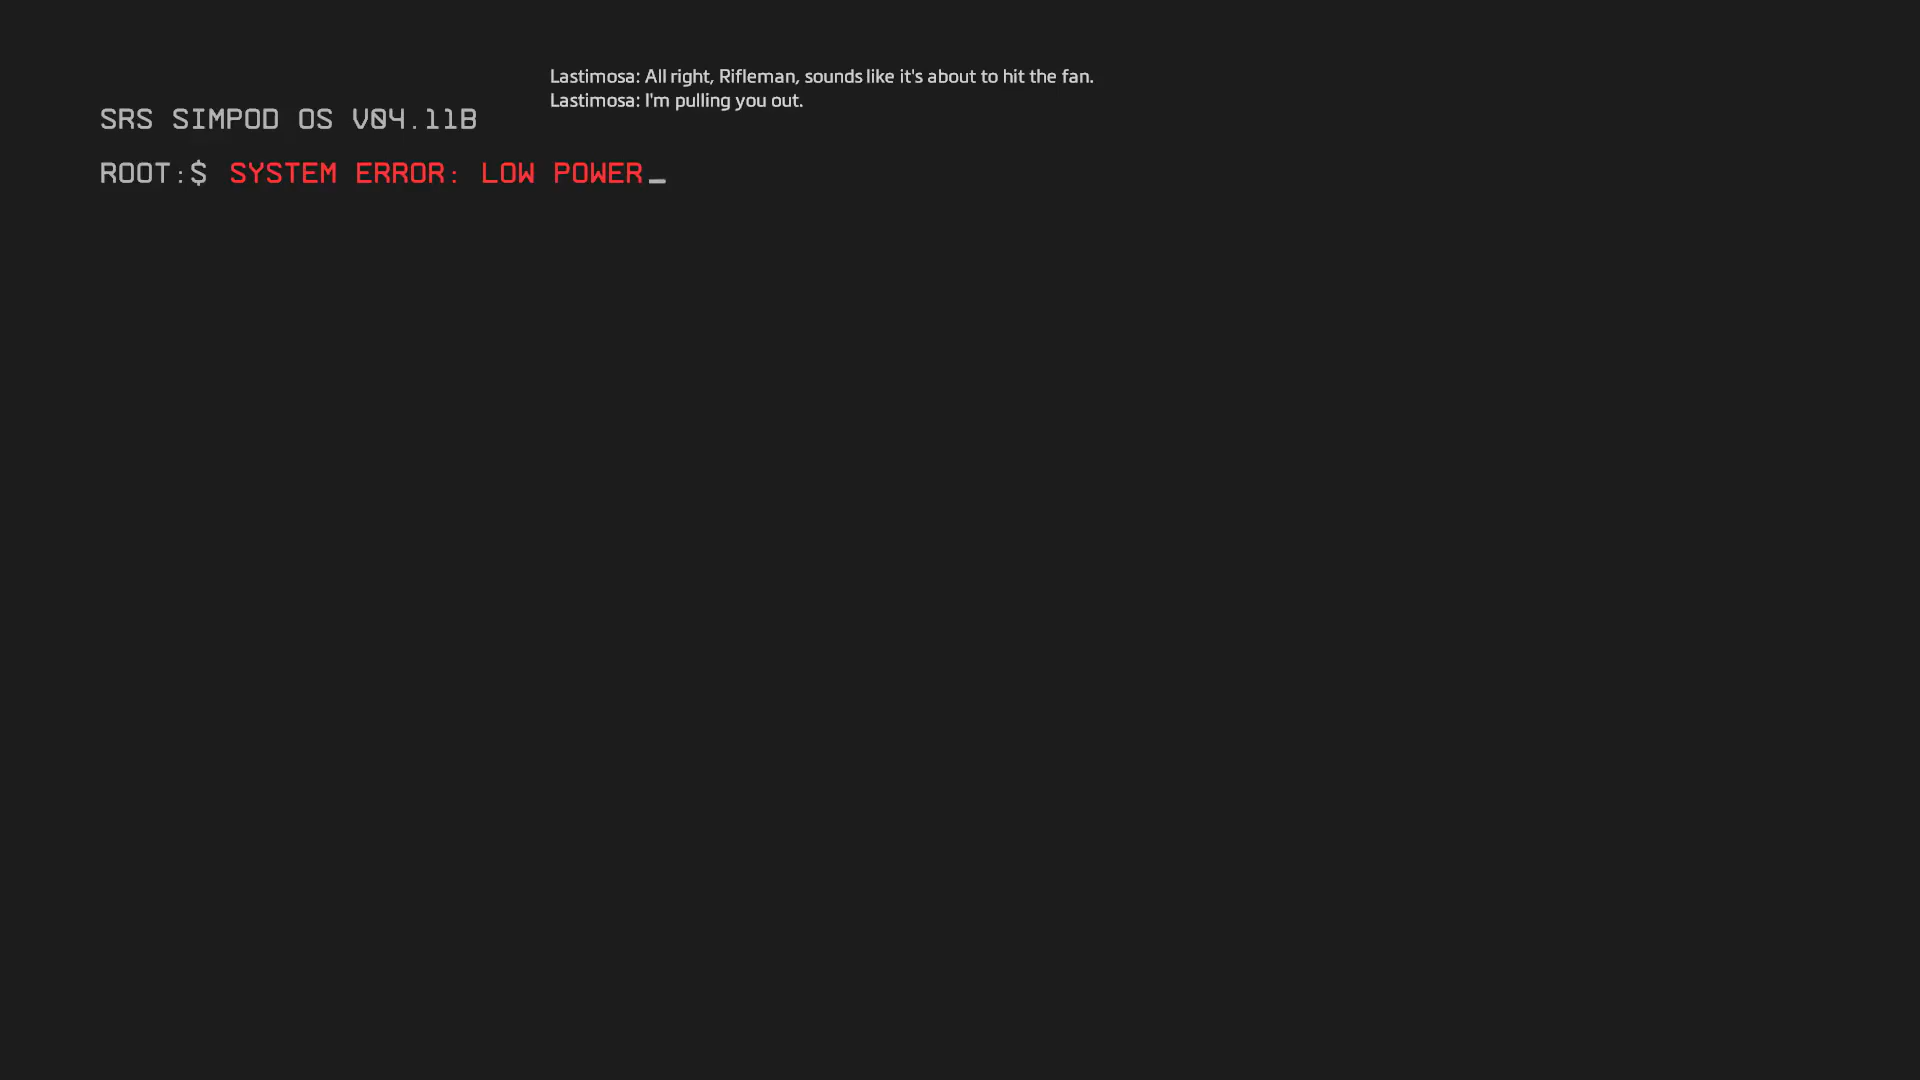 Lastimosa: All right, Rifleman, sounds like it's about to hit the fan.
Lastimosa: I'm pulling you out.
SRS SIMPOD OS V04.11B
ROOT:$ SYSTEM ERROR: LOW POWER_